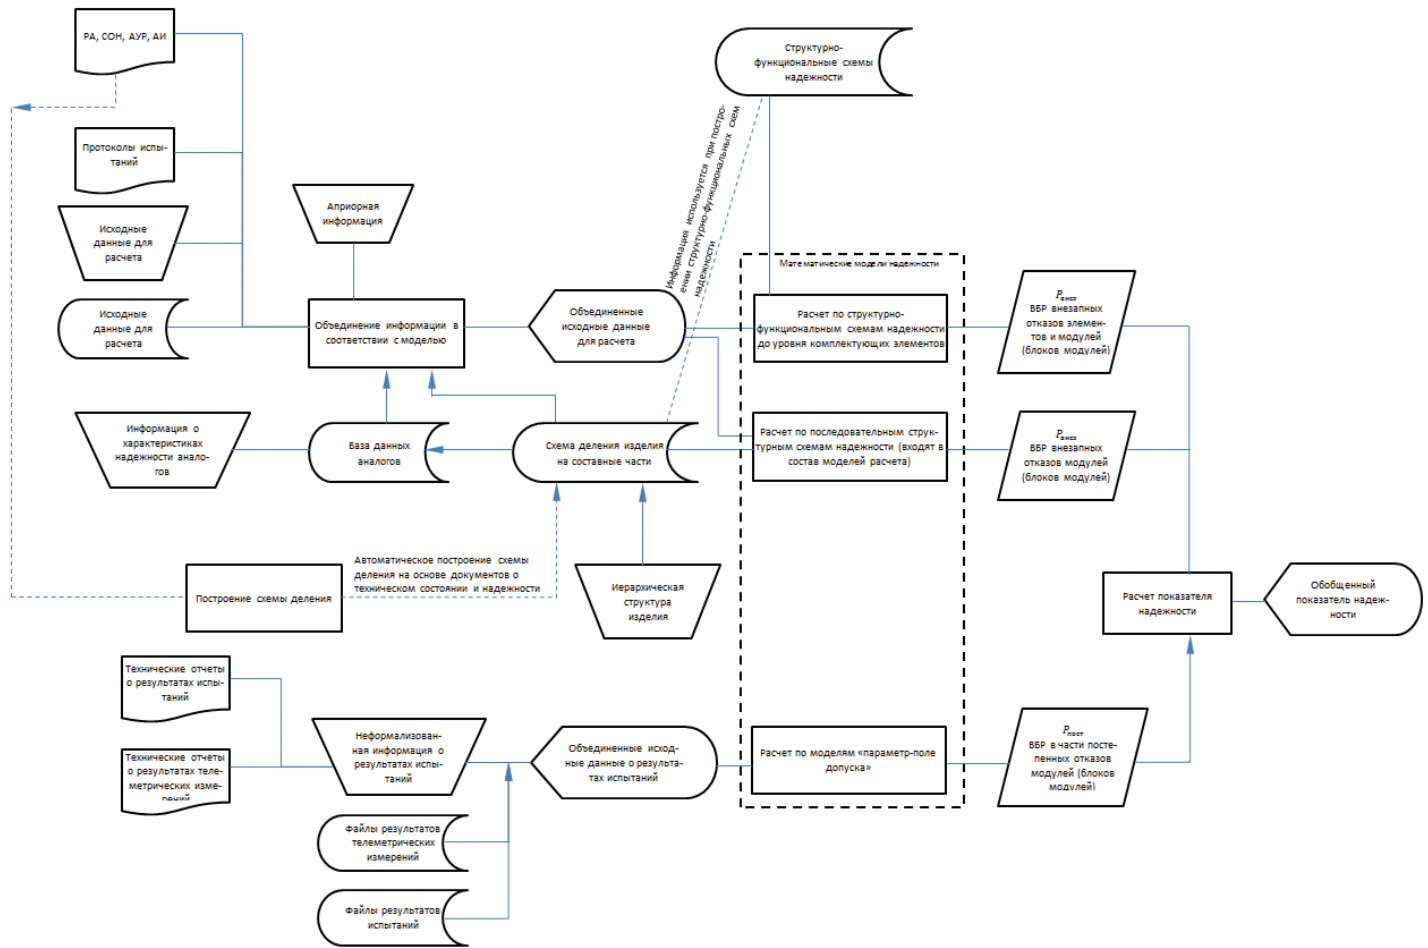 РА, СОН, АУР, АИ
Структурно-
функциональные схемы
надежности
Протоколы испы-
таний
Информация используется при постро-
ении структурно-функциональных схем
надежности
Априорная
информация
Исходные
данные для
расчета
Математические модели надежности
Исходные
данные для
расчета
Объединение информации в
соответствии с моделью
Объединенные
исходные данные
для расчета
Расчет по структурно-
функциональным схемам надежности
до уровня комплектующих элементов
Pвнез
ВБР внезапных
отказов элемен-
тов и модулей
(блоков модулей)
Информация о
характеристиках
надежности анало-
гов
База данных
аналогов
Схема деления изделия
на составные части
Расчет по последовательным струк-
турным схемам надежности (входят в
состав моделей расчета)
Pвнез
ВБР внезапных
отказов модулей
(блоков модулей)
Автоматическое построение схемы
деления на основе документов о
техническом состоянии и надежности
Построение схемы деления
Иерархическая
структура
изделия
Расчет показателя
надежности
Обобщенный
показатель надеж-
ности
Технические отчеты
о результатах испы-
таний
Технические отчеты
о результатах теле-
метрических изме-
рений
Неформализован-
ная информация о
результатах испы-
таний
Объединенные исход-
ные данные о резуль-
татах испытаний
Расчет по моделям «параметр-поле
допуска»
Pпост
ВБР в части посте-
пенных отказов
модулей (блоков
модулей)
Файлы результатов
телеметрических
измерений
Файлы результатов
испытаний